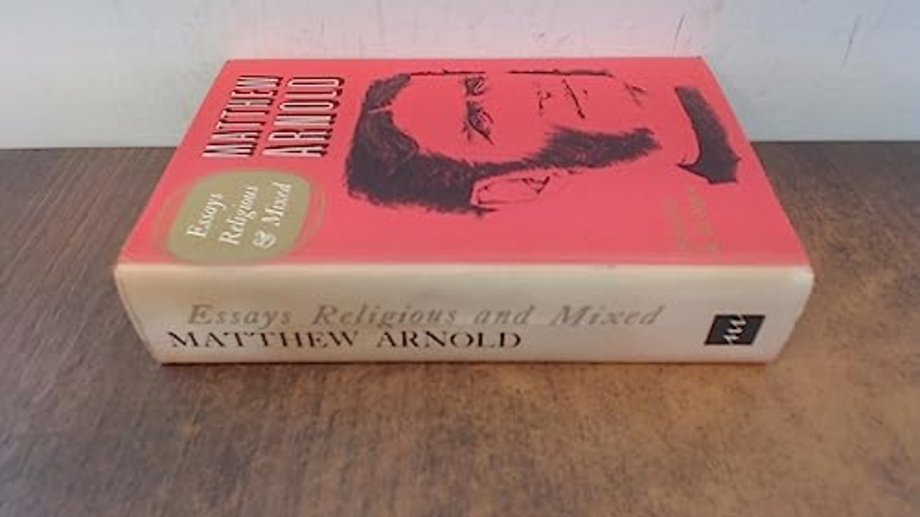 MATTHEW
ARNOLD
Essays
Religious
& Mixed
Essays Religious and Mixed
MATTHEW ARNOLD
m